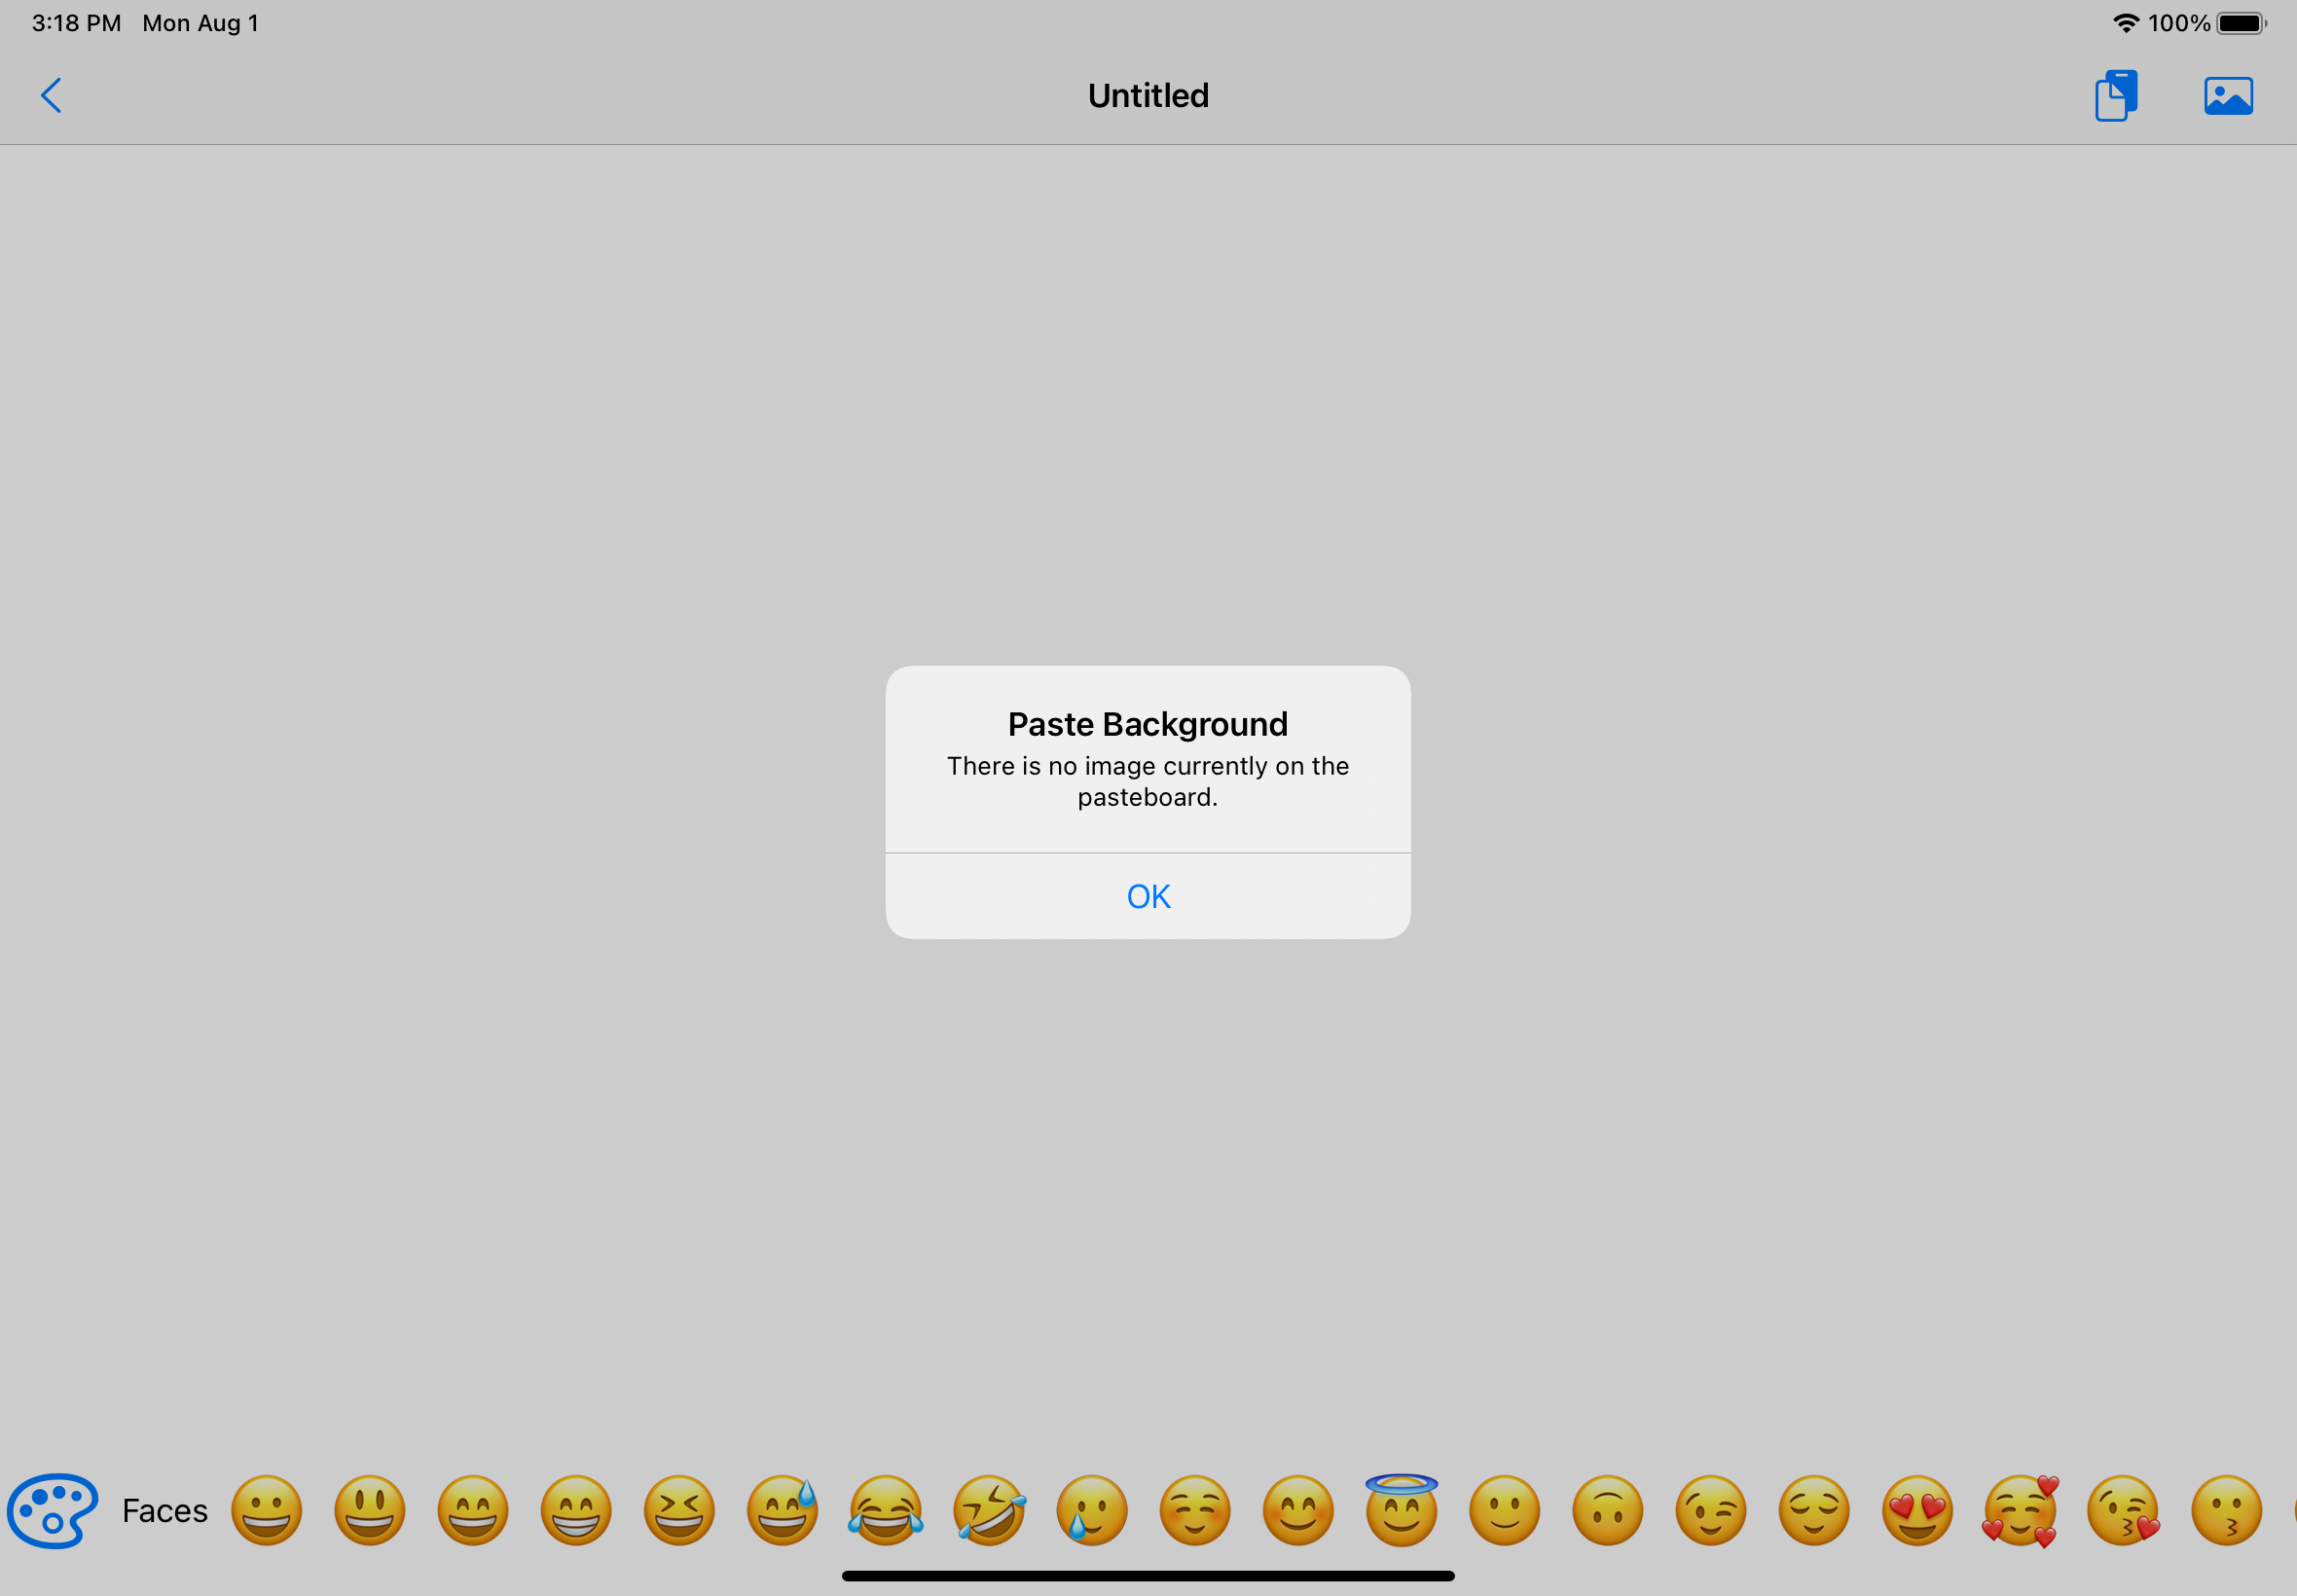 3:18 PM Mon Aug 1
100%
Untitled
Paste Background
There is no image currently on the
pasteboard.
OK
Faces